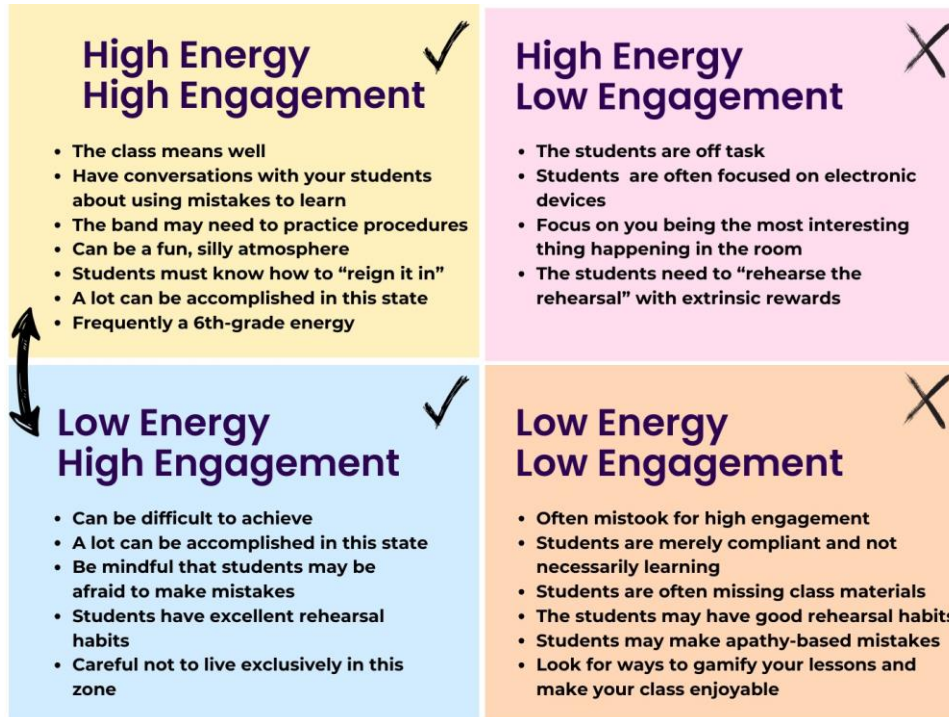 High Energy
High Engagement
• The class means well
• Have conversations with your students
about using mistakes to learn
• The band may need to practice procedures
• Can be a fun, silly atmosphere
• Students must know how to “reign it in”
• A lot can be accomplished in this state
• Frequently a 6th-grade energy
High Energy
Low Engagement
• The students are off task
• Students are often focused on electronic
devices
• Focus on you being the most interesting
thing happening in the room
• The students need to “rehearse the
rehearsal” with extrinsic rewards
Low Energy
High Engagement
• Can be difficult to achieve
• A lot can be accomplished in this state
• Be mindful that students may be
afraid to make mistakes
• Students have excellent rehearsal
habits
• Careful not to live exclusively in this
zone
Low Energy
Low Engagement
• Often mistook for high engagement
• Students are merely compliant and not
necessarily learning
• Students are often missing class materials
• The students may have good rehearsal habits
• Students may make apathy-based mistakes
• Look for ways to gamify your lessons and
make your class enjoyable